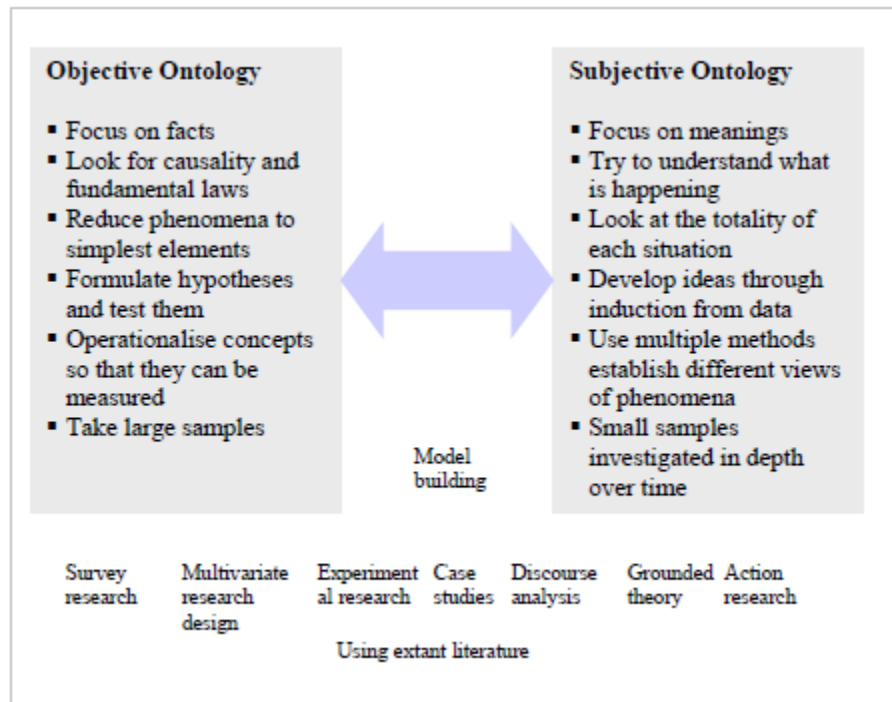 Objective Ontology
▪ Focus on facts
▪ Look for causality and
fundamental laws
▪ Reduce phenomena to
simplest elements
▪ Formulate hypotheses
and test them
▪ Operationalise concepts
so that they can be
measured
▪ Take large samples
Subjective Ontology
▪ Focus on meanings
▪ Try to understand what
is happening
▪ Look at the totality of
each situation
▪ Develop ideas through
induction from data
▪ Use multiple methods
establish different views
of phenomena
▪ Small samples
investigated in depth
over time
Model
building
Survey
research
Multivariate
research
design
Experiment
al research
Case
studies
Discourse
analysis
Grounded
theory
Action
research
Using extant literature